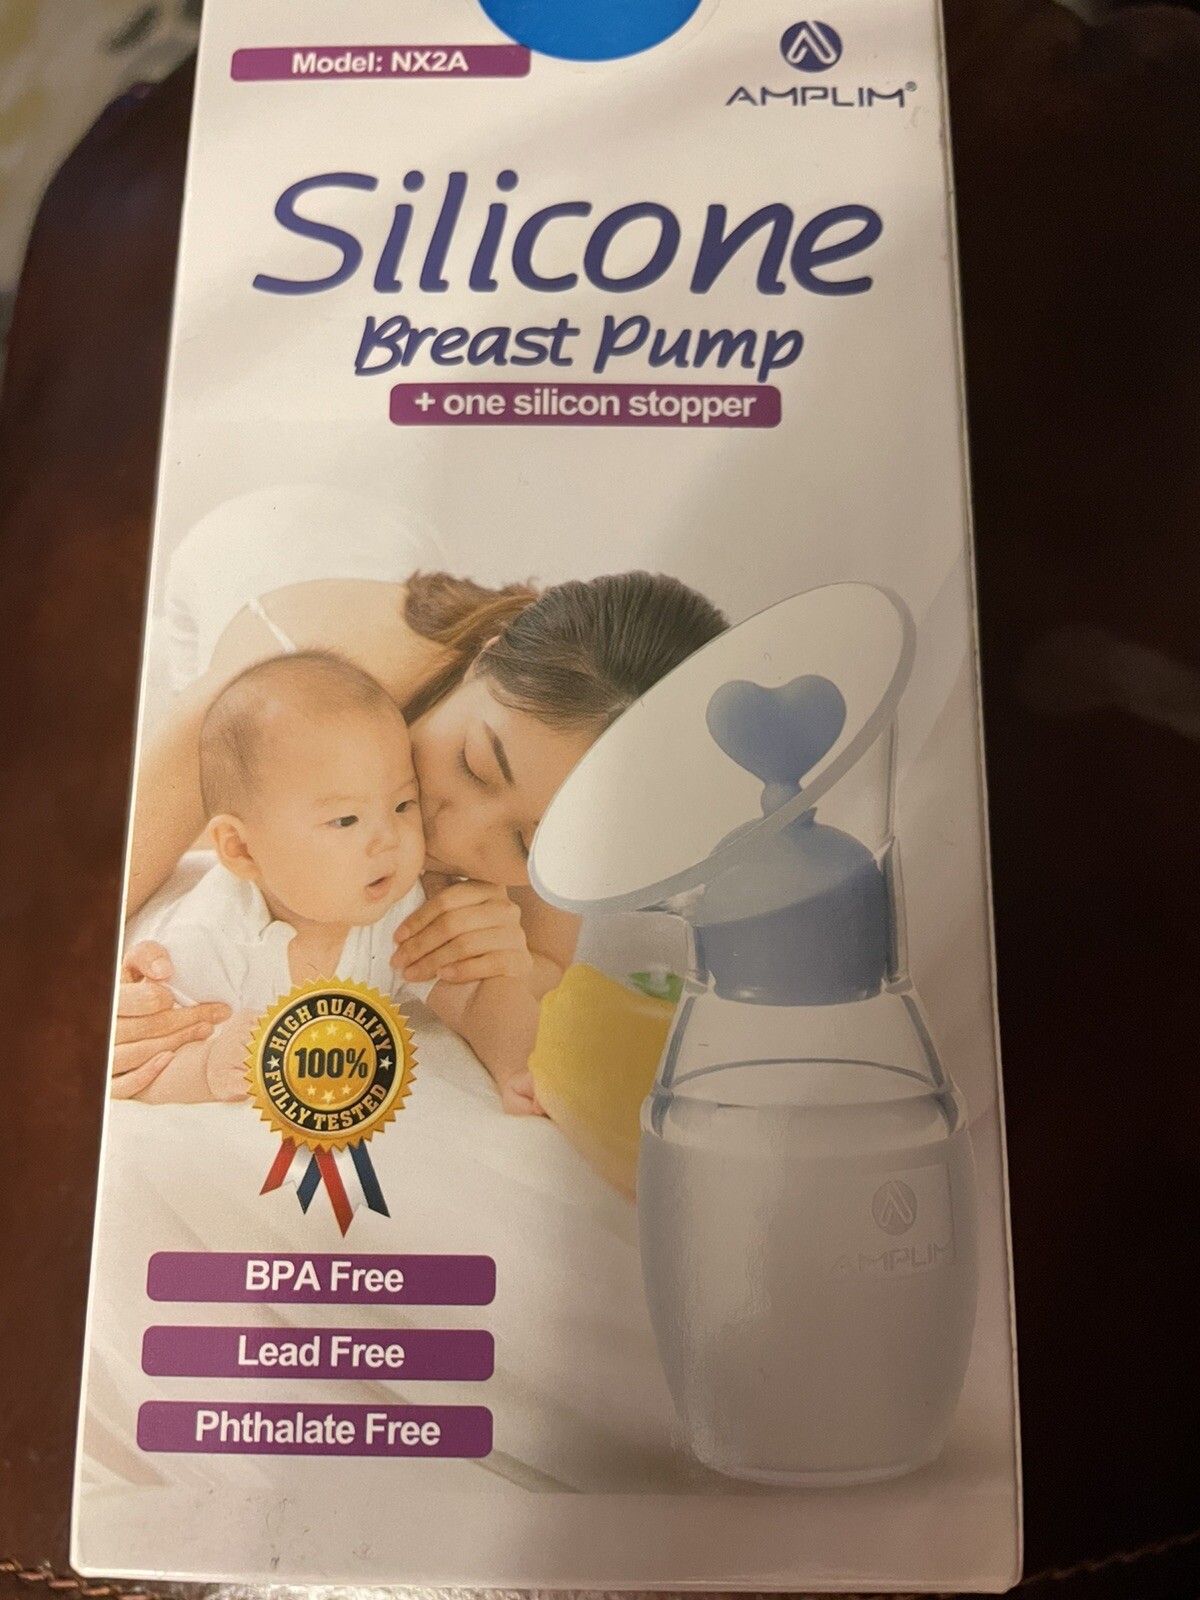 Model: NX2A
AMPLIM®
Silicone
Breast Pump
+ one silicon stopper
HIGH QUALITY
100%
FULLY TESTED
AMPLIM
BPA Free
Lead Free
Phthalate Free